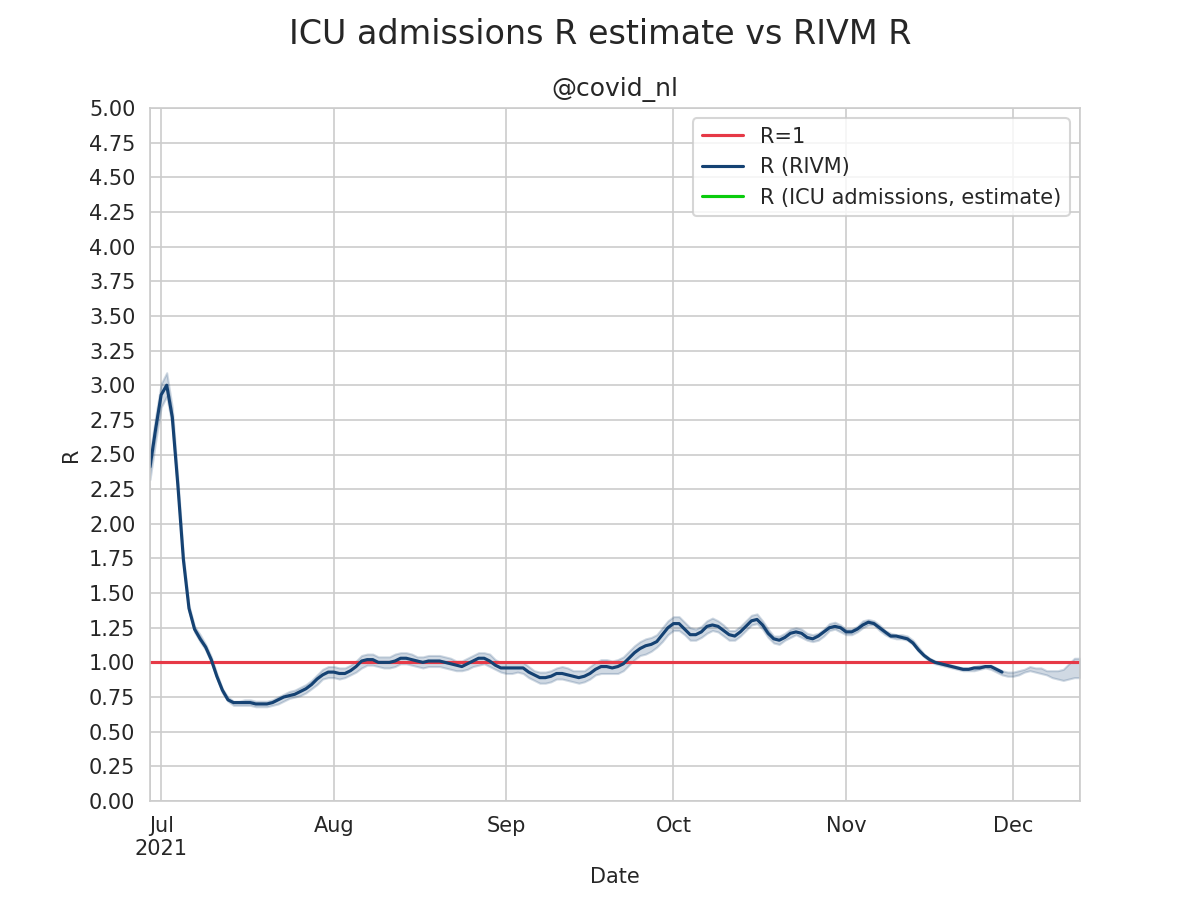 ICU admissions R estimate vs RIVM R
@covid_nl
R=1
R (RIVM)
R (ICU admissions, estimate)
5.00
4.75
4.50
4.25
4.00
3.75
3.50
3.25
3.00
2.75
2.50
2.25
2.00
1.75
1.50
1.25
1.00
0.75
0.50
0.25
0.00
R
Jul Aug Sep Oct Nov Dec
2021
Date